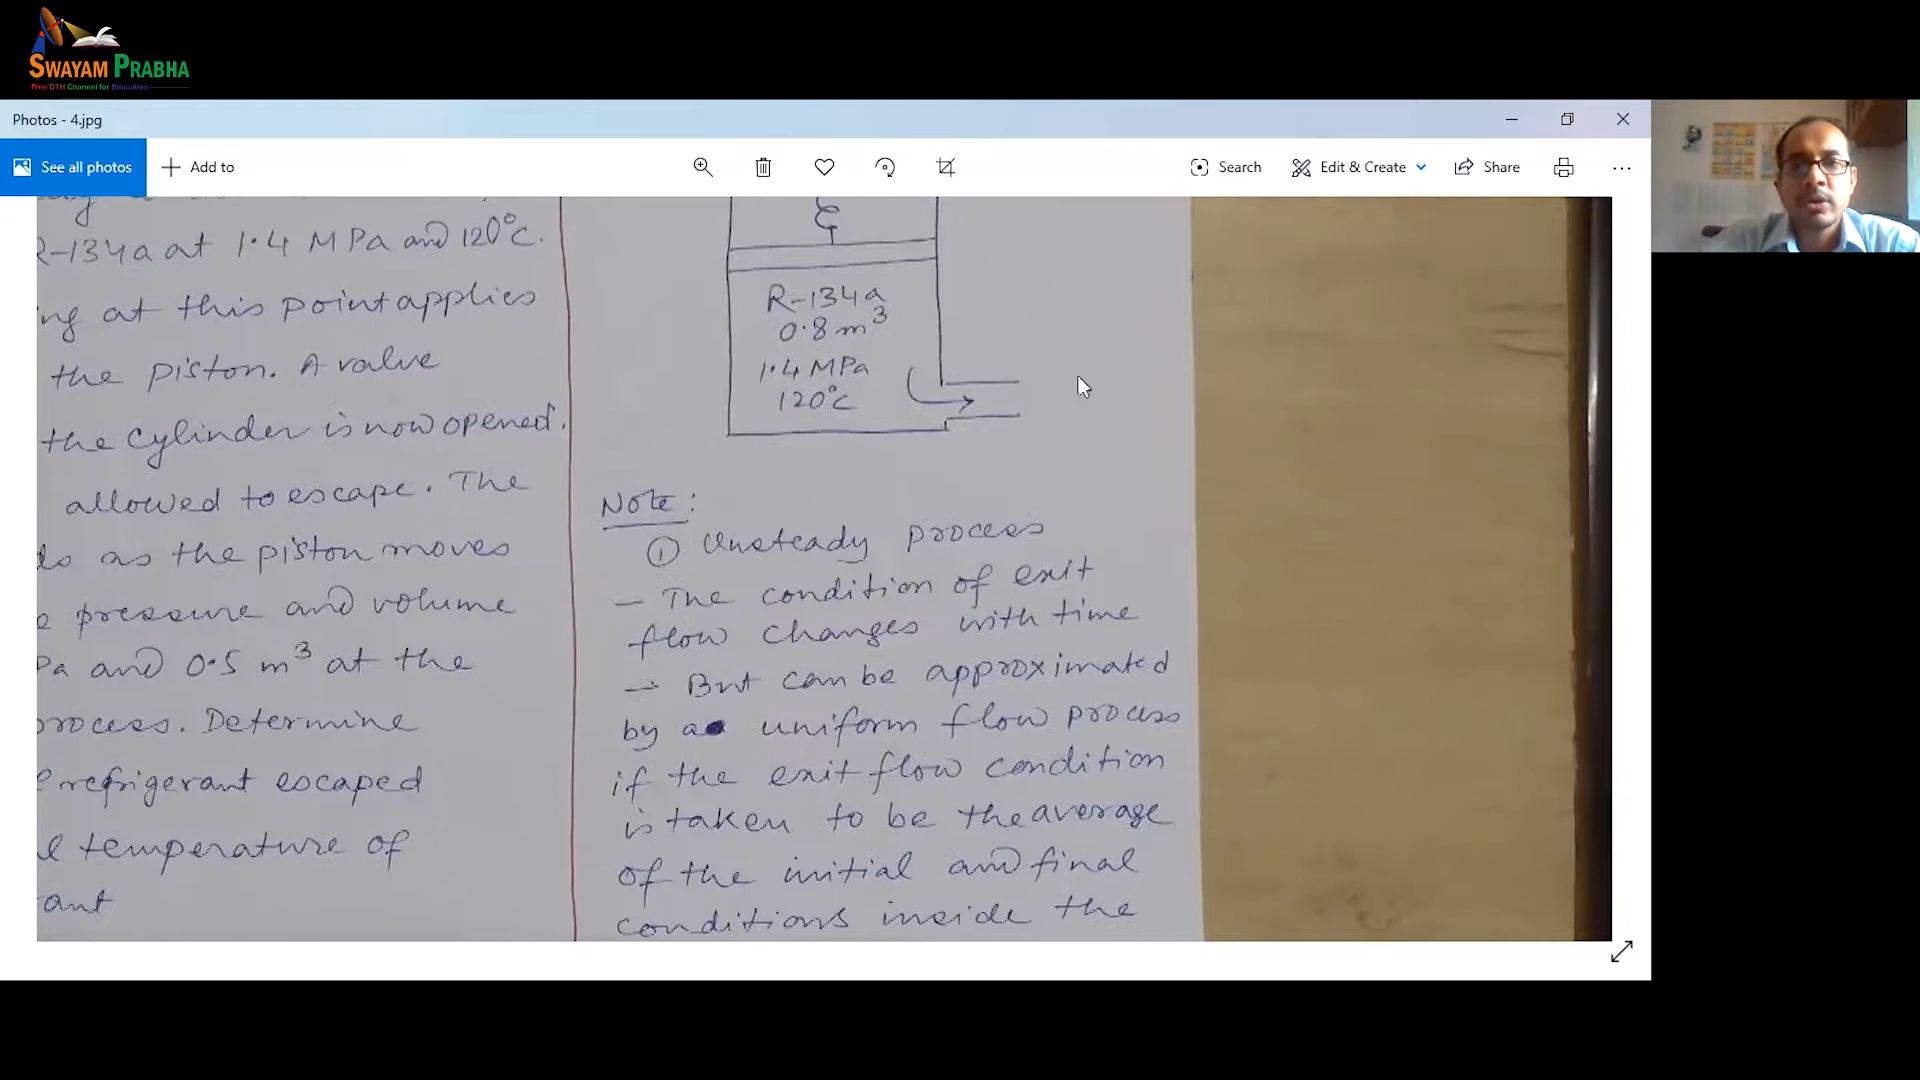 SWAYAM PRABHA
Free DTH Channel for Education
Photos - 4.jpg
See all photos
Add to
Search
Edit & Create
Share
R-134a at 1.4 MPa and 120°C.
at this point applies
the piston. A valve
the cylinder is now opened.
allowed to escape. The
as the piston moves
pressure and volume
and 0.5 m³ at the
Determine
refrigerant escaped
temperature of
R-134a
0.8 m³
1.4 MPa
120°C
Note:
① Unsteady process
- The condition of exit
flow changes with time
- But can be approximated
by a uniform flow process
if the exit flow condition
is taken to be the average
of the initial and final
conditions inside the